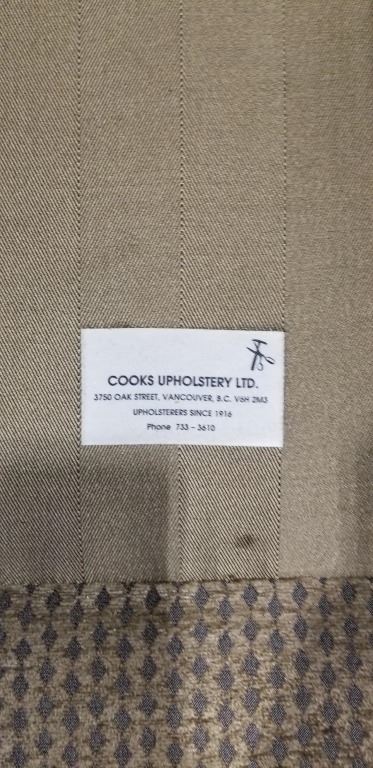 COOKS UPHOLSTERY LTD.
3750 OAK STREET, VANCOUVER, B.C. V6H 2M3
UPHOLSTERERS SINCE 1916
Phone 733 - 3610